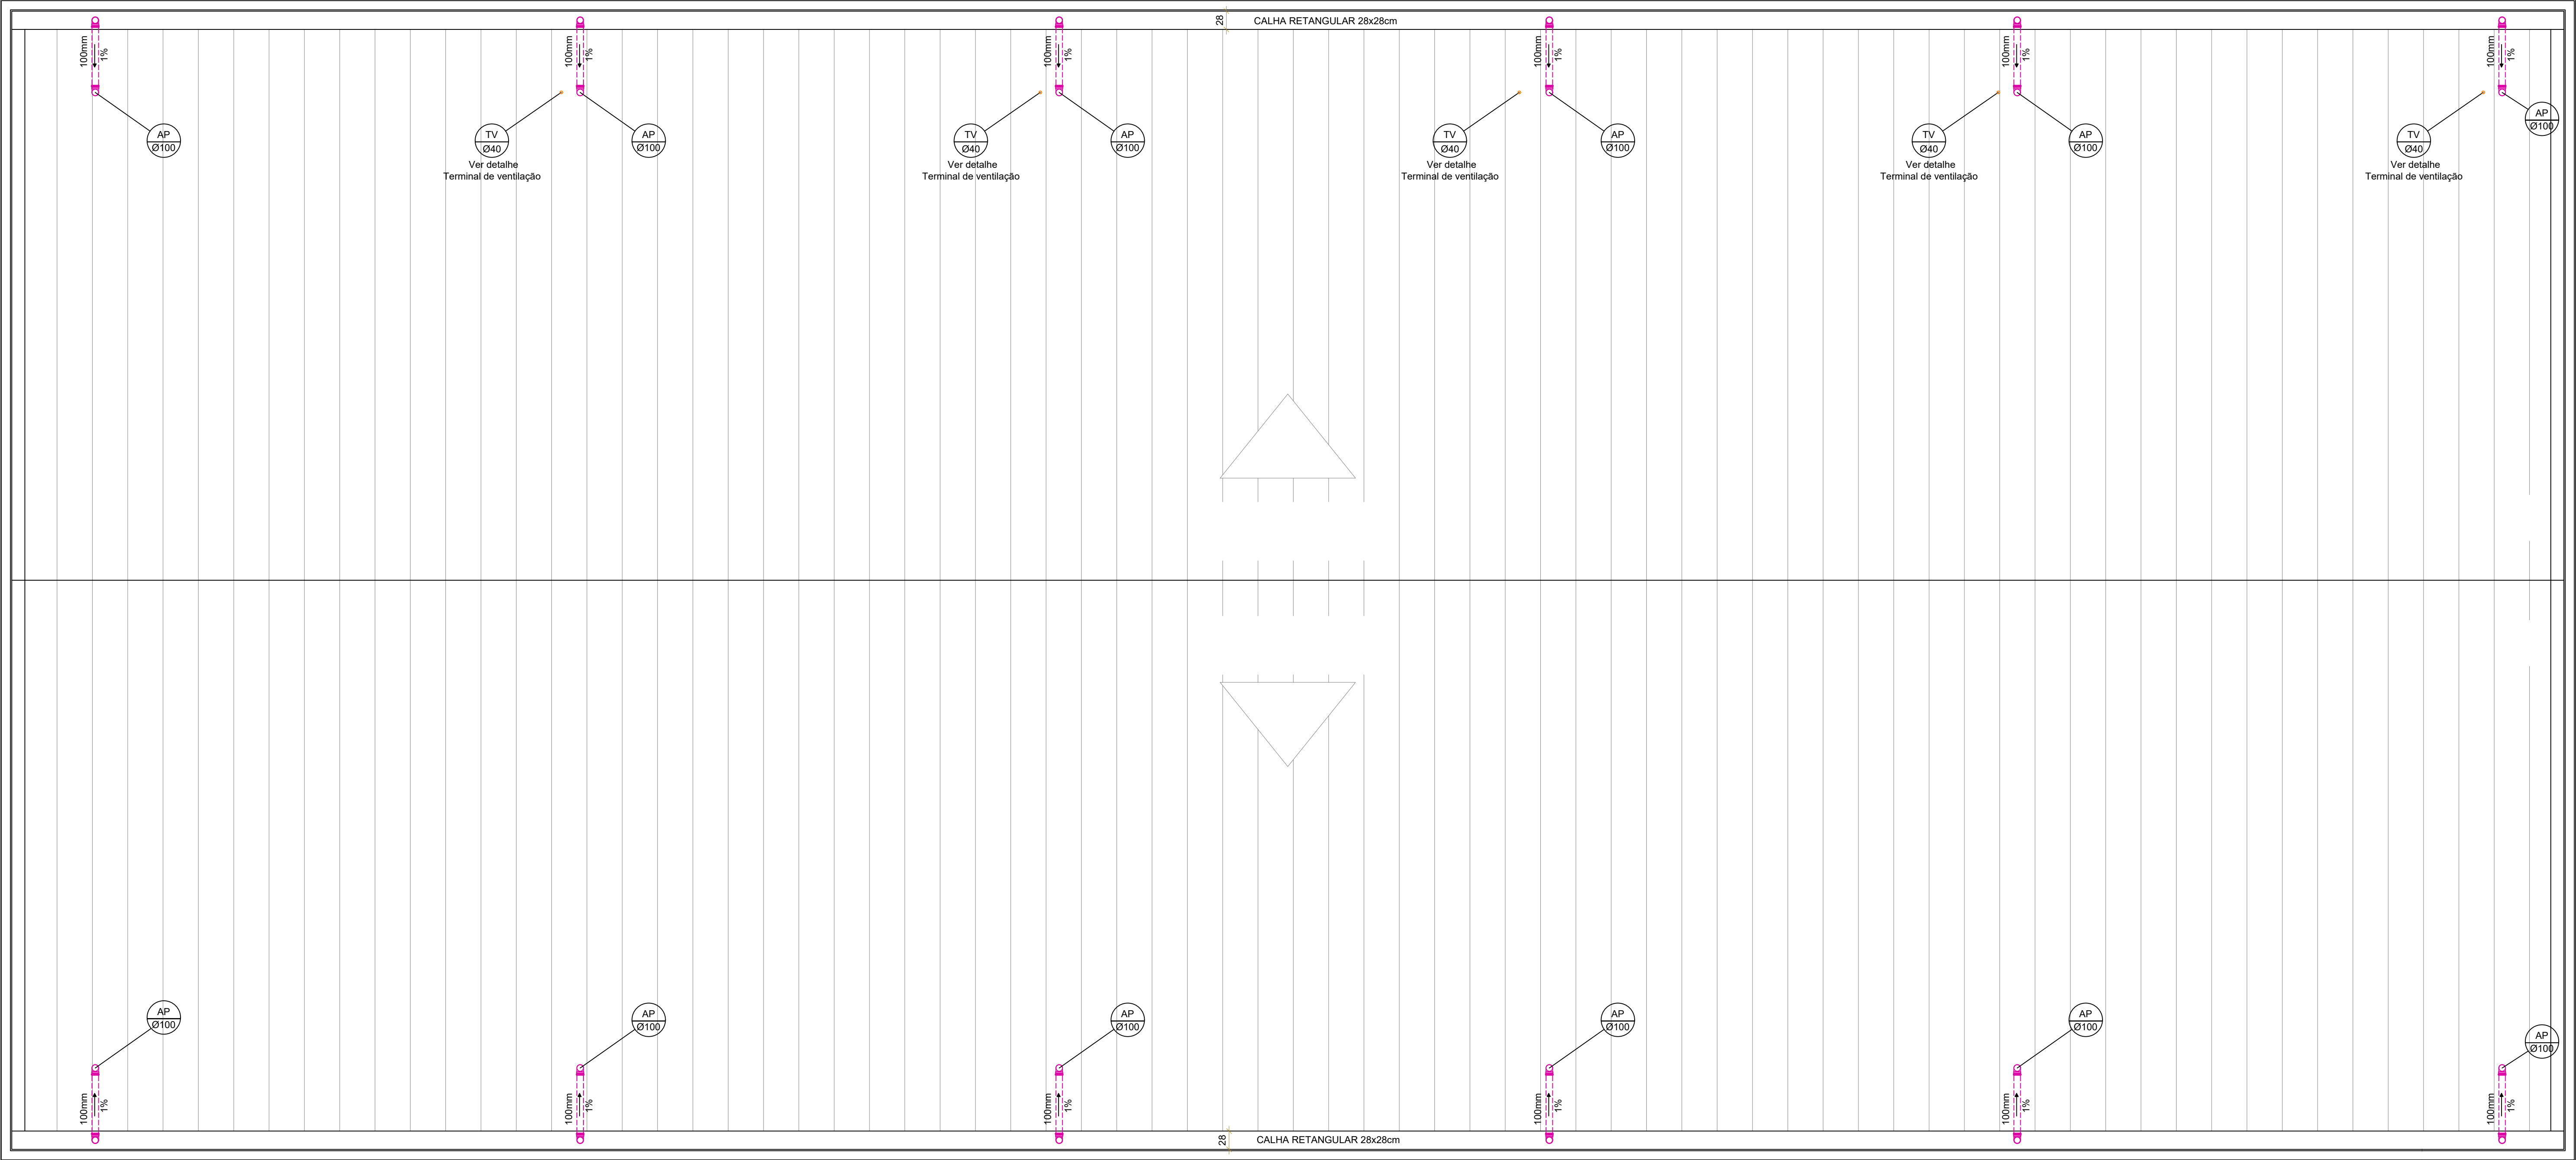 28
CALHA RETANGULAR 28x28cm
100mm
1%
100mm
1%
100mm
1%
100mm
1%
100mm
1%
100mm
1%
AP
Ø100
TV
Ø40
Ver detalhe
Terminal de ventilação
AP
Ø100
TV
Ø40
Ver detalhe
Terminal de ventilação
AP
Ø100
TV
Ø40
Ver detalhe
Terminal de ventilação
AP
Ø100
TV
Ø40
Ver detalhe
Terminal de ventilação
AP
Ø100
TV
Ø40
Ver detalhe
Terminal de ventilação
AP
Ø100
AP
Ø100
AP
Ø100
AP
Ø100
AP
Ø100
AP
Ø100
AP
Ø100
100mm
1%
100mm
1%
100mm
1%
100mm
1%
100mm
1%
100mm
1%
28
CALHA RETANGULAR 28x28cm